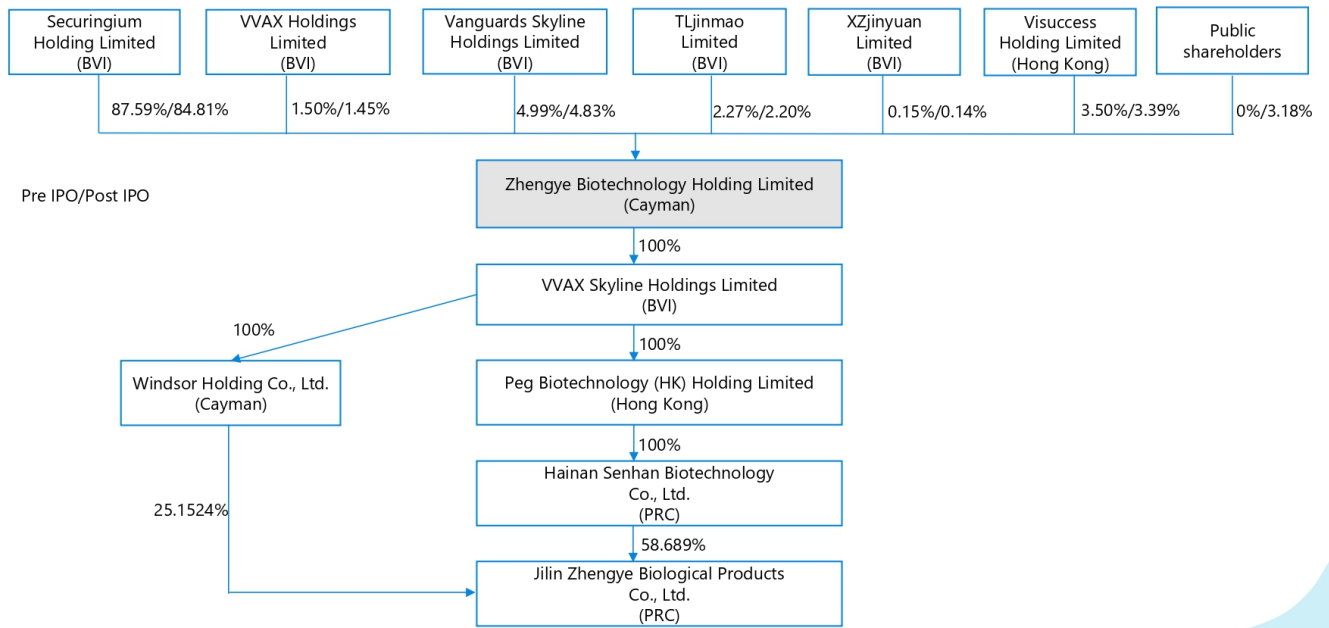 Securingium
Holding Limited
(BVI)
VVAX Holdings
Limited
(BVI)
Vanguards Skyline
Holdings Limited
(BVI)
TLjinmao
Limited
(BVI)
XZjinyuan
Limited
(BVI)
Visuccess
Holding Limited
(Hong Kong)
Public
shareholders
87.59%/84.81%
1.50%/1.45%
4.99%/4.83%
2.27%/2.20%
0.15%/0.14%
3.50%/3.39%
0%/3.18%
Pre IPO/Post IPO
Zhengye Biotechnology Holding Limited
(Cayman)
100%
VVAX Skyline Holdings Limited
(BVI)
100%
100%
Windsor Holding Co., Ltd.
(Cayman)
Peg Biotechnology (HK) Holding Limited
(Hong Kong)
100%
Hainan Senhan Biotechnology
Co., Ltd.
(PRC)
25.1524%
58.689%
Jilin Zhengye Biological Products
Co., Ltd.
(PRC)